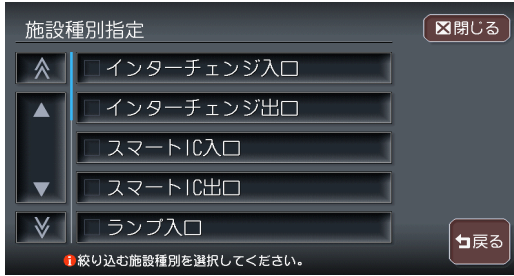 施設種別指定
閉じる
インターチェンジ入口
インターチェンジ出口
スマートIC入口
スマートIC出口
ランプ入口
戻る
絞り込む施設種別を選択してください。